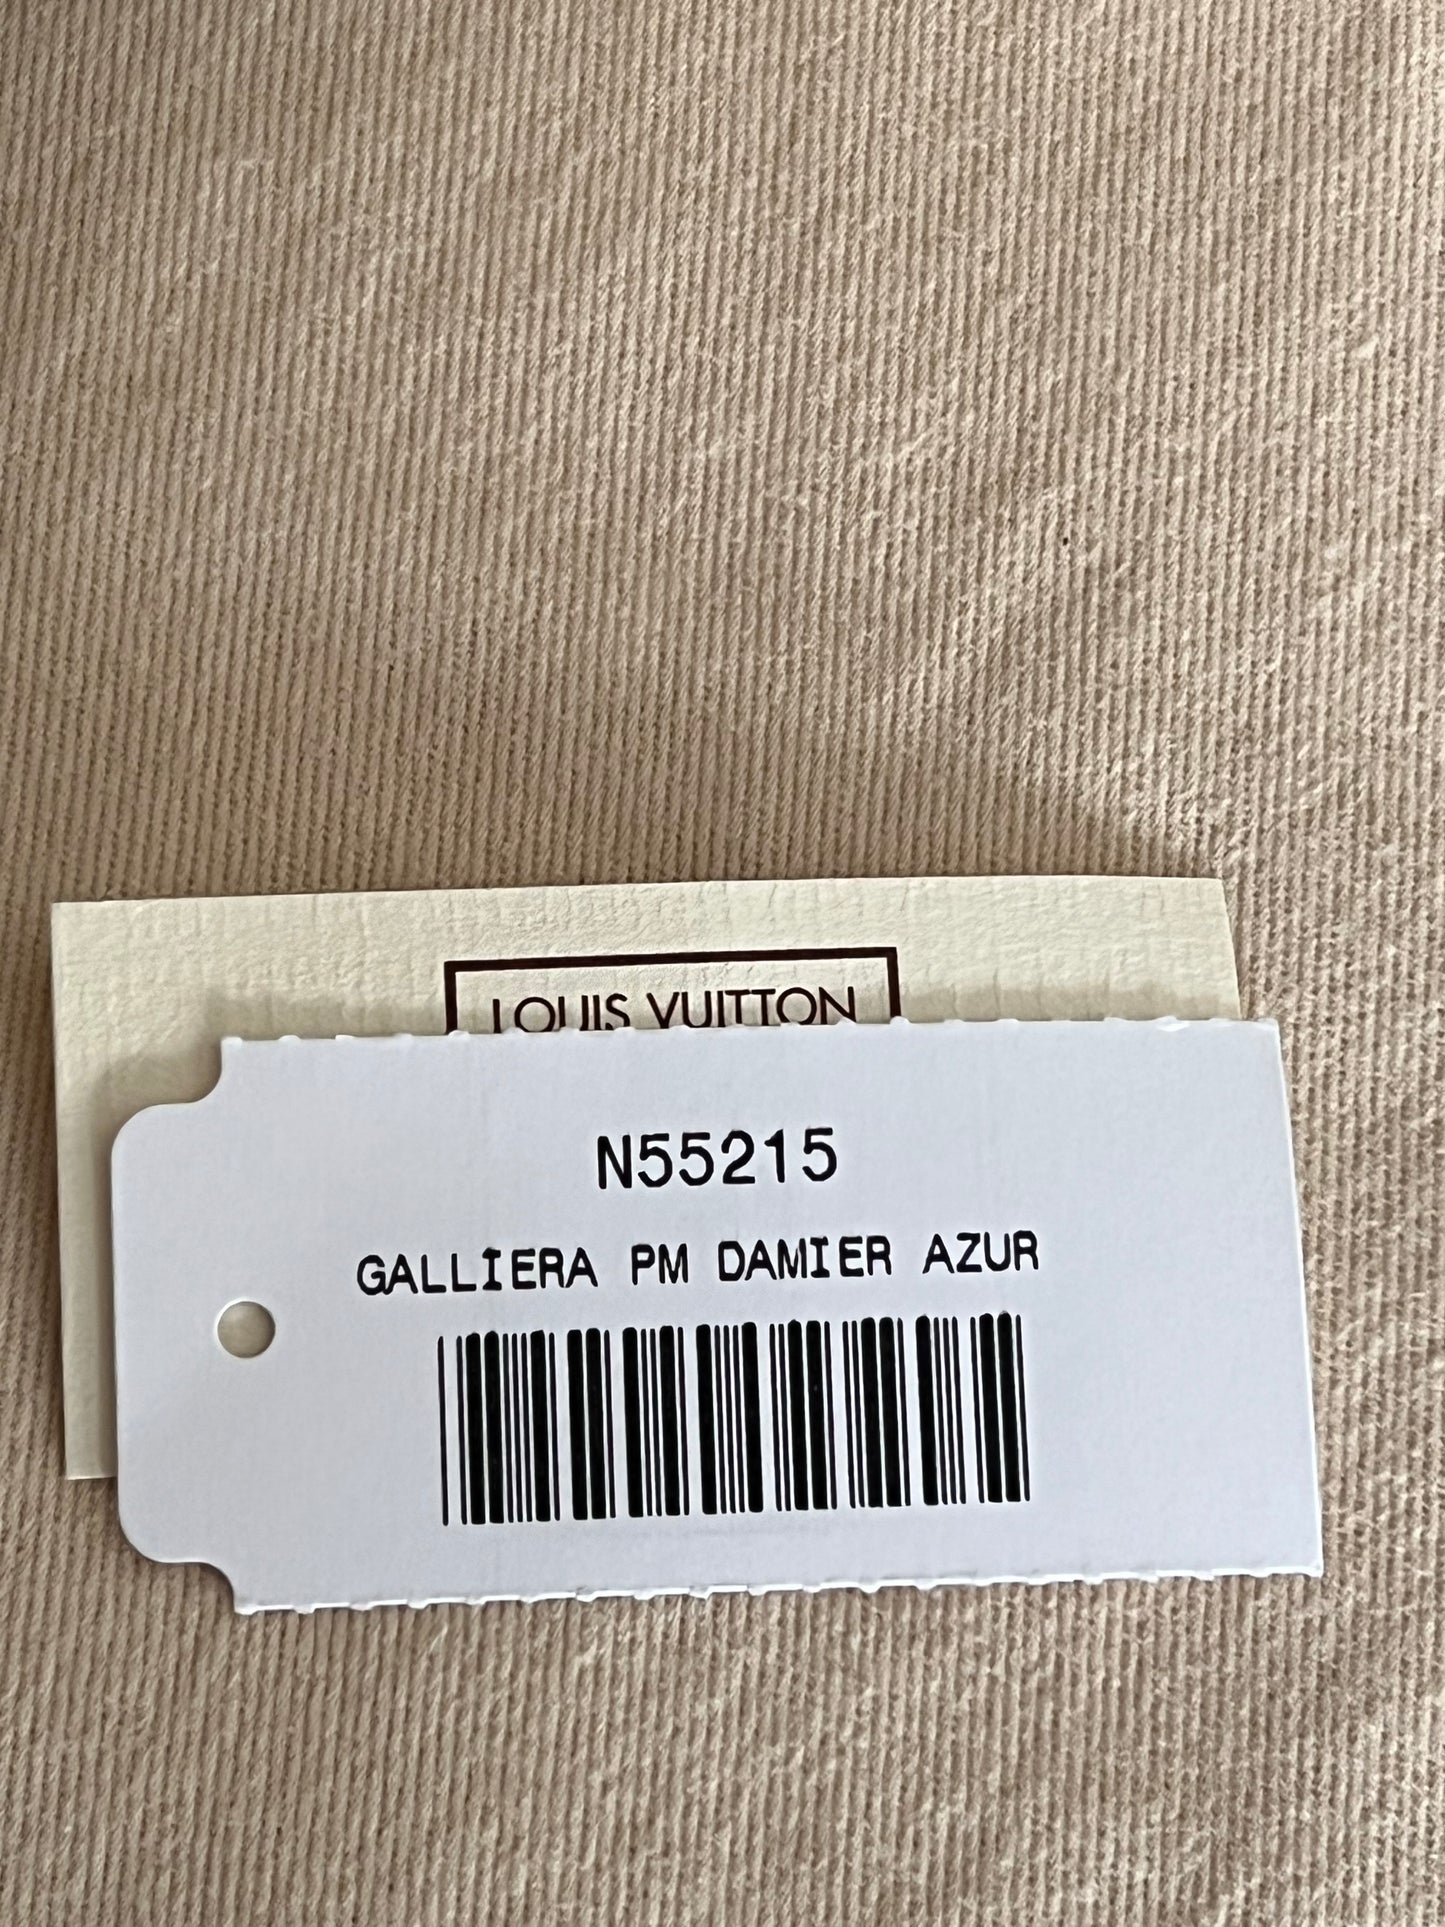 LOUIS VUITTON
N55215
GALLIERA PM DAMIER AZUR